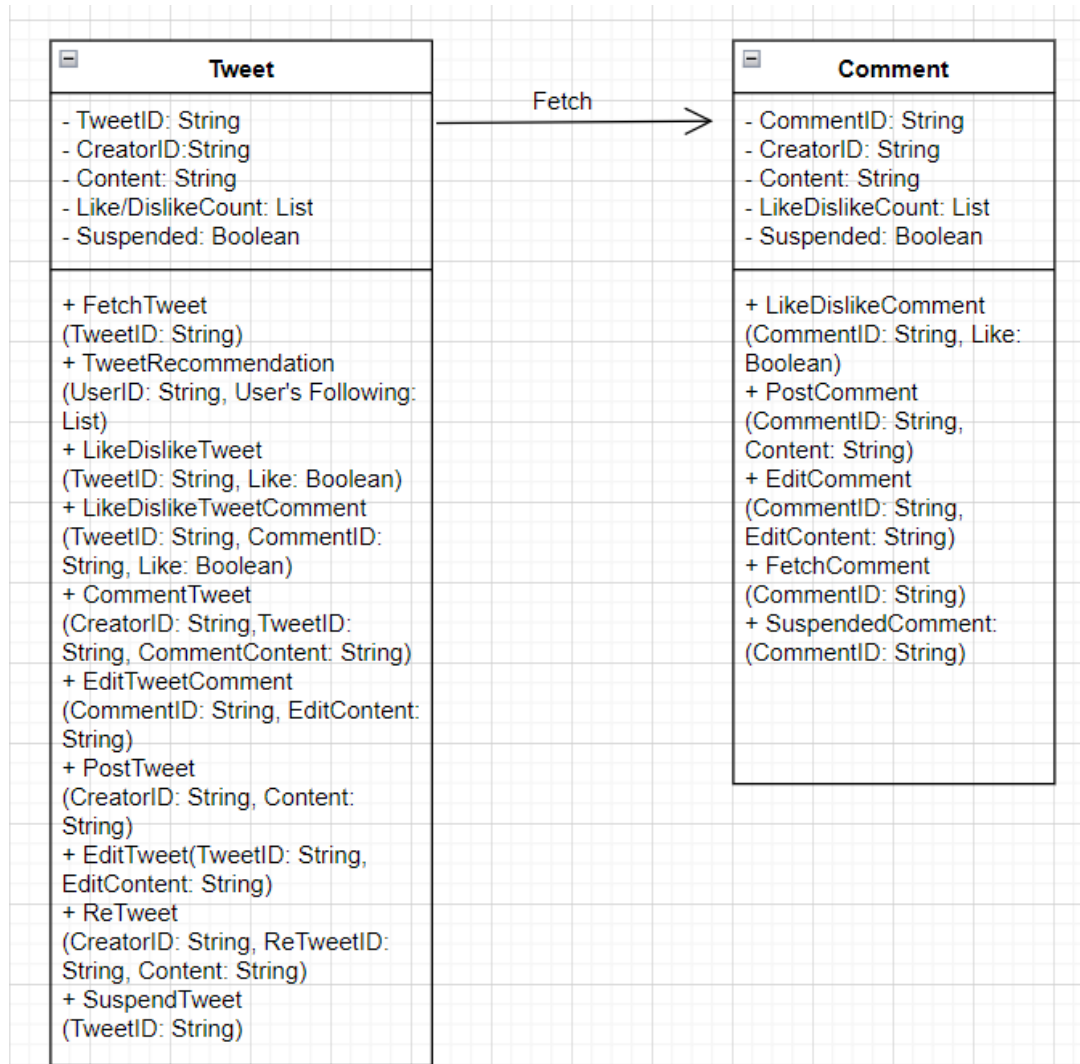 Tweet
- TweetID: String
- CreatorID:String
- Content: String
- Like/DislikeCount: List
- Suspended: Boolean
+ FetchTweet
(TweetID: String)
+ TweetRecommendation
(UserID: String, User's Following:
List)
+ LikeDislikeTweet
(TweetID: String, Like: Boolean)
+ LikeDislikeTweetComment
(TweetID: String, CommentID:
String, Like: Boolean)
+ CommentTweet
(CreatorID: String,TweetID:
String, CommentContent: String)
+ EditTweetComment
(CommentID: String, EditContent:
String)
+ PostTweet
(CreatorID: String, Content:
String)
+ EditTweet(TweetID: String,
EditContent: String)
+ ReTweet
(CreatorID: String, ReTweetID:
String, Content: String)
+ SuspendTweet
(TweetID: String)
Fetch
Comment
- CommentID: String
- CreatorID: String
- Content: String
- LikeDislikeCount: List
- Suspended: Boolean
+ LikeDislikeComment
(CommentID: String, Like:
Boolean)
+ PostComment
(CommentID: String,
Content: String)
+ EditComment
(CommentID: String,
EditContent: String)
+ FetchComment
(CommentID: String)
+ SuspendedComment:
(CommentID: String)